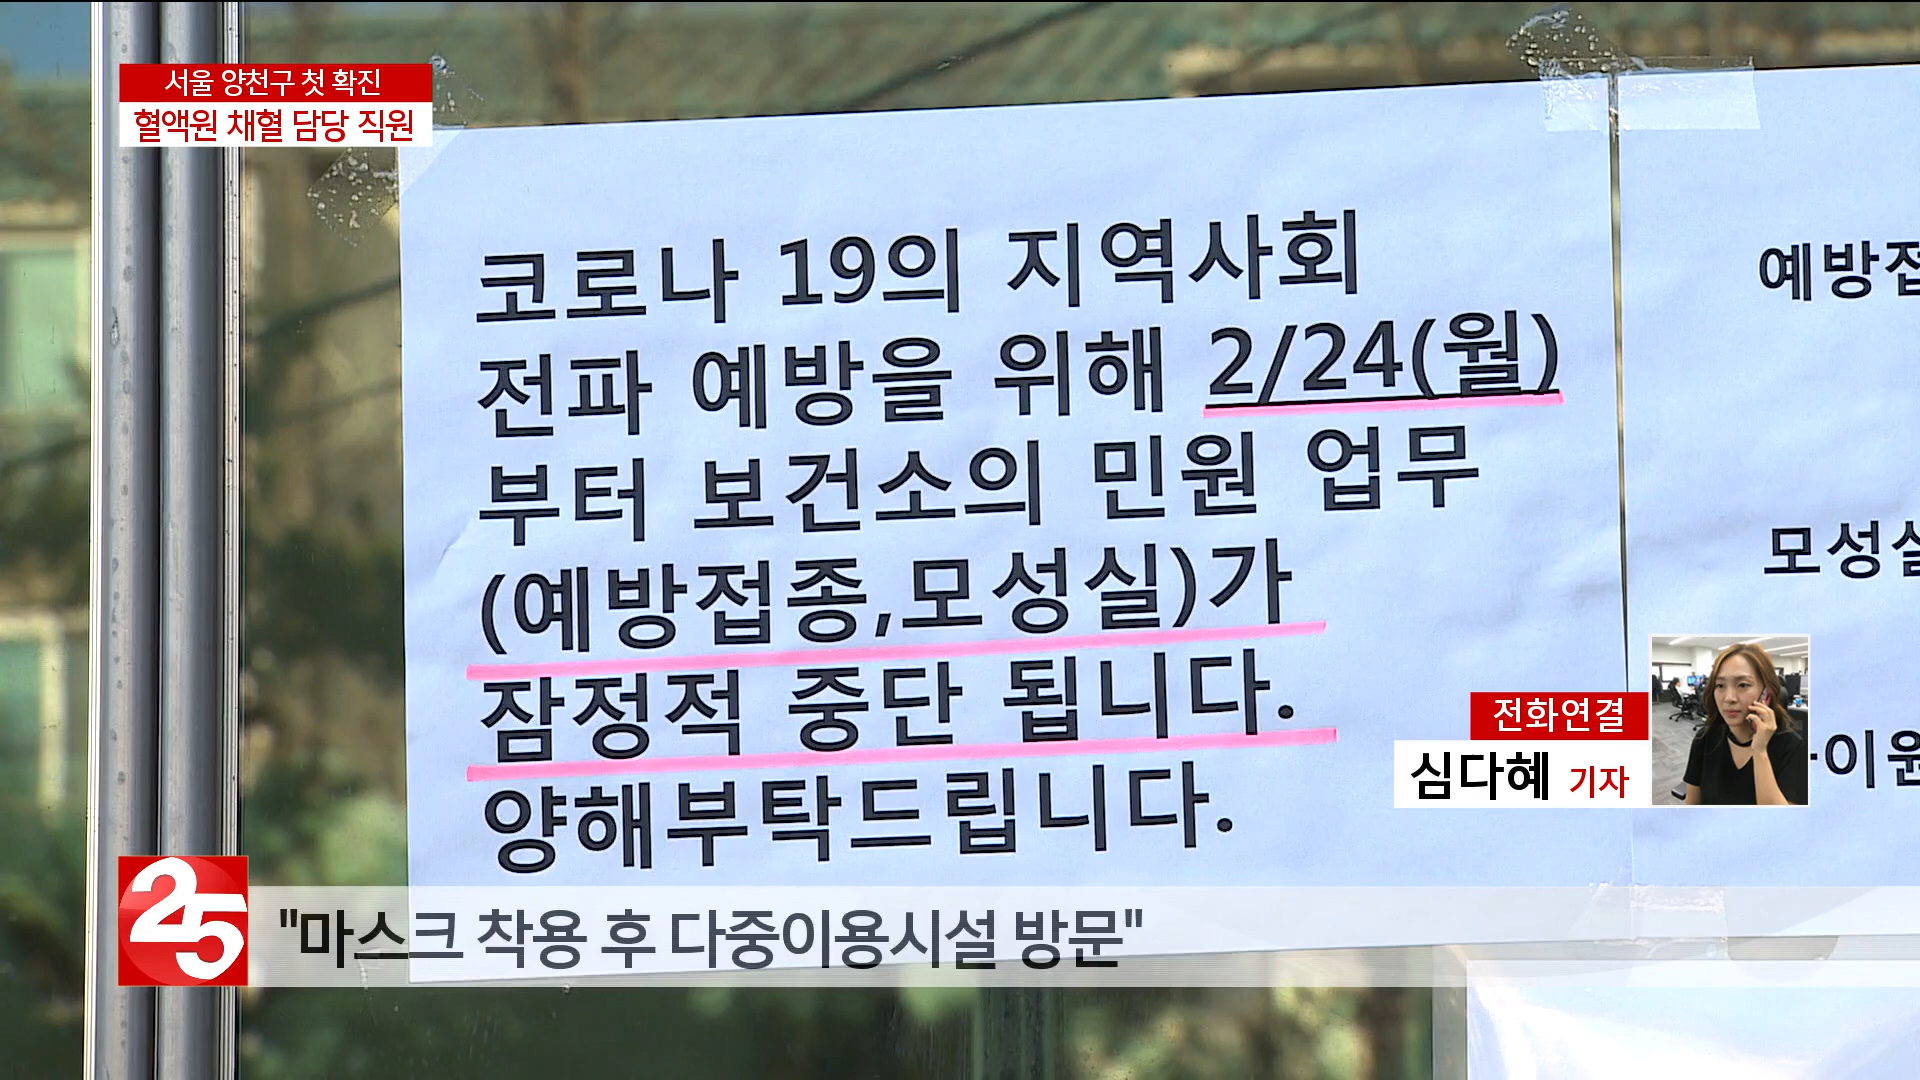 서울 양천구 첫 확진
혈액원 채혈 담당 직원
코로나 19의 지역사회
전파 예방을 위해 2/24(월)
부터 보건소의 민원 업무
(예방접종,모성실)가
잠정적 중단 됩니다.
양해부탁드립니다.
예방접
모성실
전화연결
심다혜 기자
25
"마스크 착용 후 다중이용시설 방문"